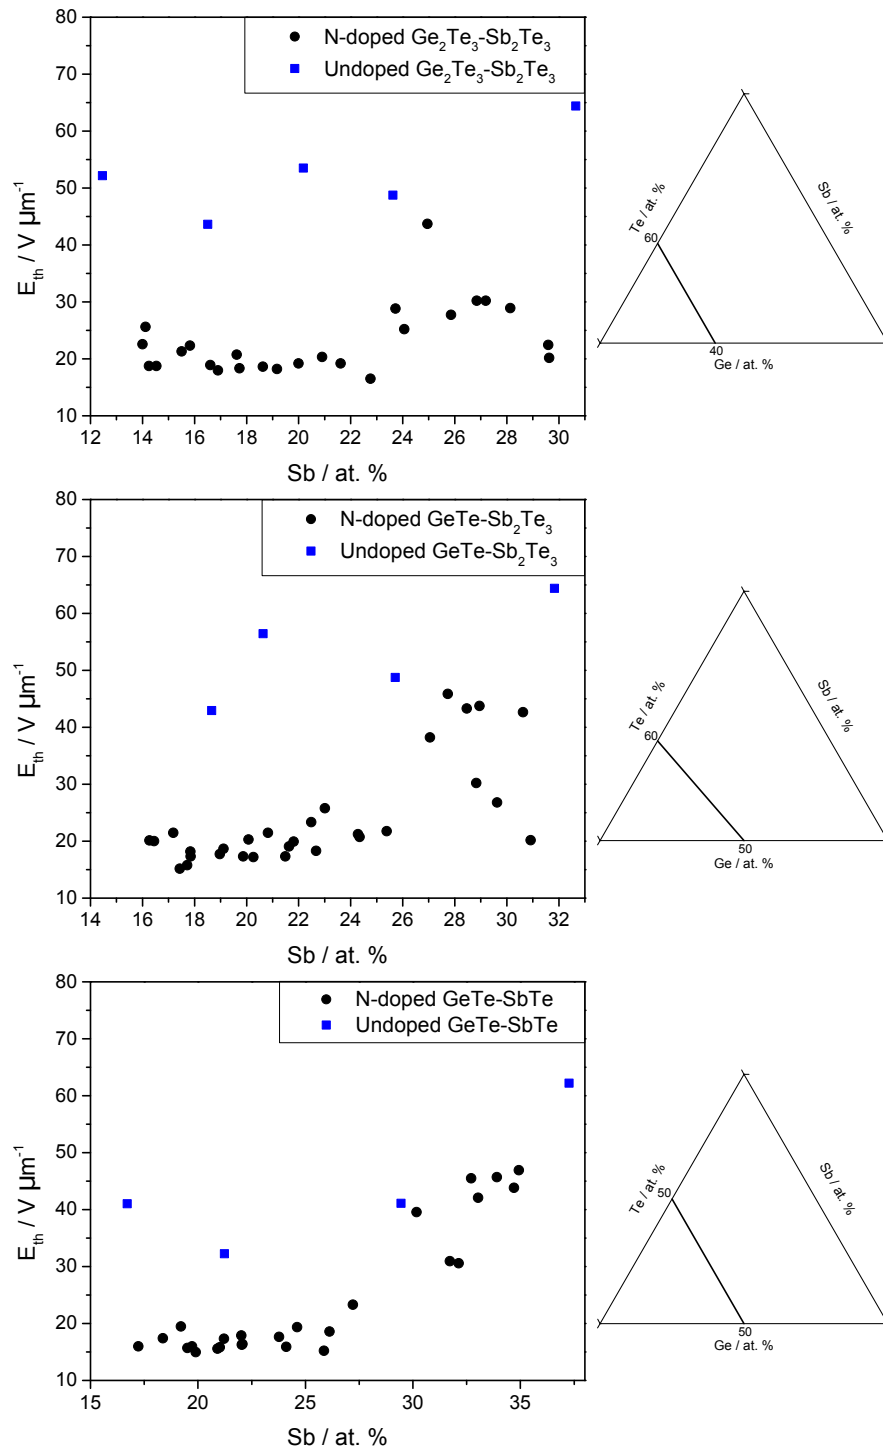 N-doped Ge₂Te₃-Sb₂Te₃
Undoped Ge₂Te₃-Sb₂Te₃
80
70
60
50
40
30
20
10
E_th / V µm⁻¹
12 14 16 18 20 22 24 26 28 30
Sb / at. %
Te / at. %
Sb / at. %
60
40
Ge / at. %
N-doped GeTe-Sb₂Te₃
Undoped GeTe-Sb₂Te₃
80
70
60
50
40
30
20
10
E_th / V µm⁻¹
14 16 18 20 22 24 26 28 30 32
Sb / at. %
Te / at. %
Sb / at. %
60
50
Ge / at. %
N-doped GeTe-SbTe
Undoped GeTe-SbTe
80
70
60
50
40
30
20
10
E_th / V µm⁻¹
15 20 25 30 35
Sb / at. %
Te / at. %
Sb / at. %
50
50
Ge / at. %